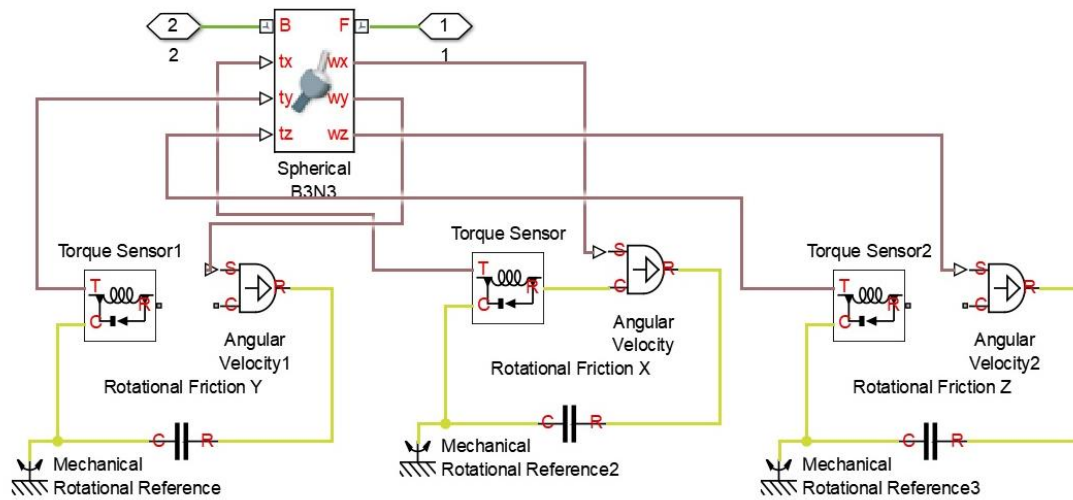 2
B
F
1
2
tx
wx
1
ty
wy
tz
wz
Spherical
B3N3
Torque Sensor1
T
R
C
S
R
C
Angular
Velocity1
Rotational Friction Y
C
R
Mechanical
Rotational Reference
Torque Sensor
T
R
C
S
R
C
Angular
Velocity
Rotational Friction X
C
R
Mechanical
Rotational Reference2
Torque Sensor2
T
R
C
S
R
C
Angular
Velocity2
Rotational Friction Z
C
R
Mechanical
Rotational Reference3